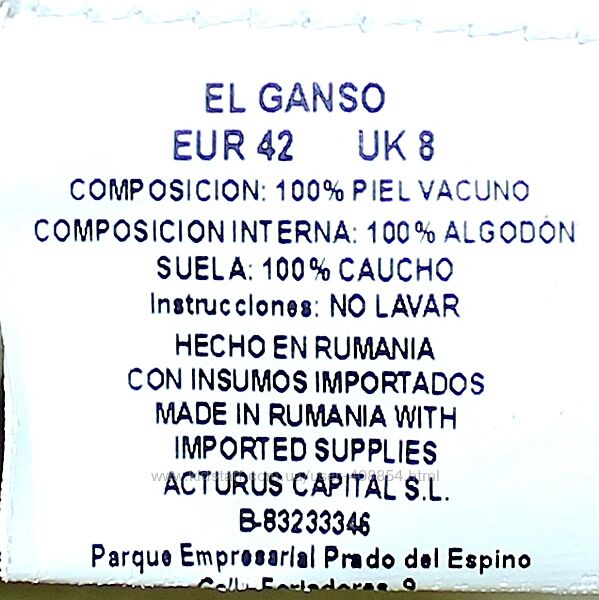 EL GANSO
EUR 42 UK 8
COMPOSICION: 100% PIEL VACUNO
COMPOSICION INTERNA: 100% ALGODÓN
SUELA: 100% CAUCHO
Instrucciones: NO LAVAR
HECHO EN RUMANIA
CON INSUMOS IMPORTADOS
MADE IN RUMANIA WITH
IMPORTED SUPPLIES
ACTURUS CAPITAL S.L.
B-83233346
Parque Empresarial Prado del Espino
9